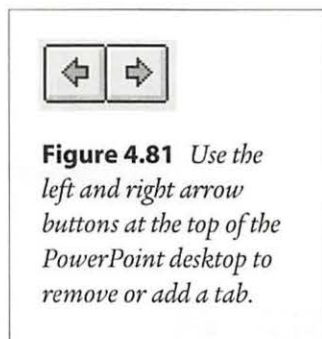 Figure 4.81 Use the
left and right arrow
buttons at the top of the
PowerPoint desktop to
remove or add a tab.